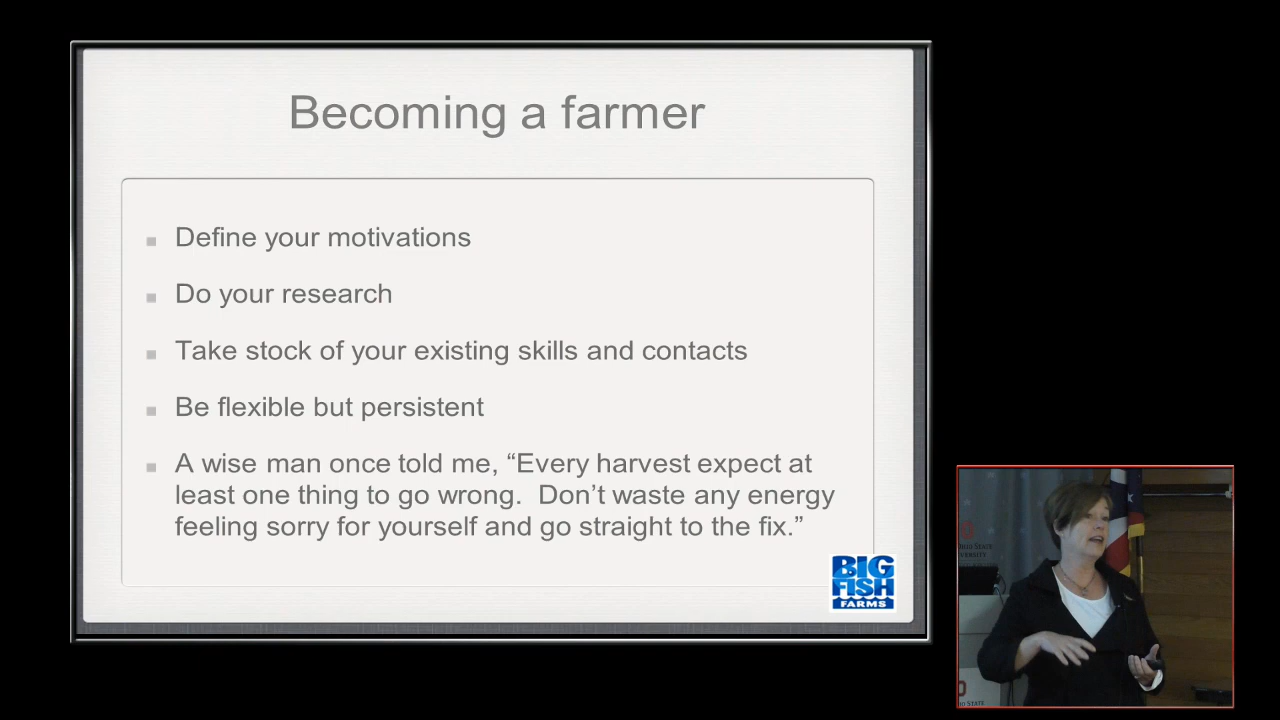 Becoming a farmer
Define your motivations
Do your research
Take stock of your existing skills and contacts
Be flexible but persistent
A wise man once told me, “Every harvest expect at
least one thing to go wrong.  Don’t waste any energy
feeling sorry for yourself and go straight to the fix.”
BIG
FISH
FARMS
STATE